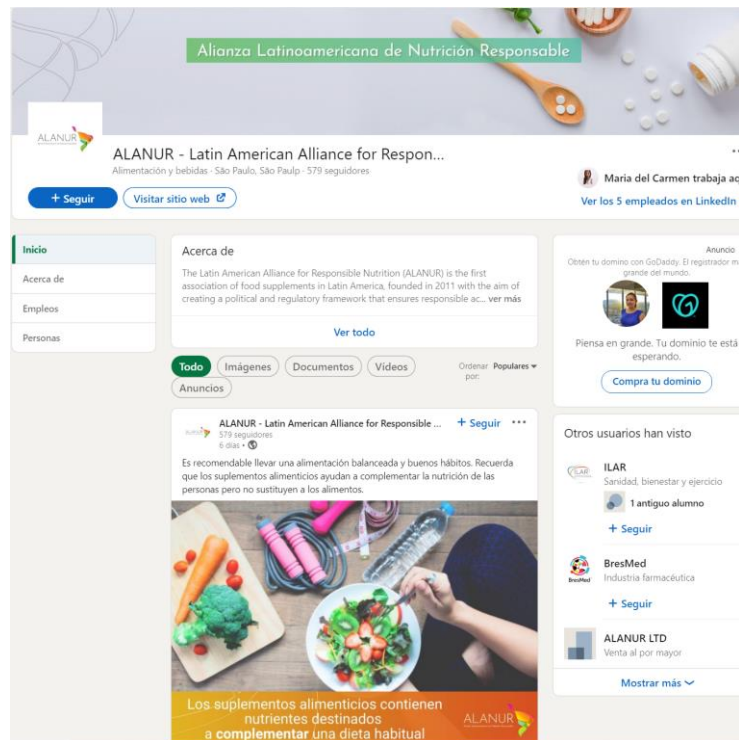 Alianza Latinoamericana de Nutrición Responsable
ALANUR
ALANUR - Latin American Alliance for Respon...
Alimentación y bebidas · São Paulo, São Paulp · 579 seguidores
+ Seguir
Visitar sitio web
Maria del Carmen trabaja aq
Ver los 5 empleados en LinkedIn
Inicio
Acerca de
Empleos
Personas
Acerca de
The Latin American Alliance for Responsible Nutrition (ALANUR) is the first
association of food supplements in Latin America, founded in 2011 with the aim of
creating a political and regulatory framework that ensures responsible ac... ver más
Ver todo
Todo
Imágenes
Documentos
Vídeos
Anuncios
Ordenar por: Populares
ALANUR - Latin American Alliance for Responsible ...
579 seguidores
6 días •
+ Seguir
Es recomendable llevar una alimentación balanceada y buenos hábitos. Recuerda
que los suplementos alimenticios ayudan a complementar la nutrición de las
personas pero no sustituyen a los alimentos.
Los suplementos alimenticios contienen
nutrientes destinados
a complementar una dieta habitual
ALANUR
Anuncio
Obtén tu domino con GoDaddy. El registrador m
grande del mundo.
Piensa en grande. Tu dominio te está
esperando.
Compra tu dominio
Otros usuarios han visto
ILAR
ILAR
Sanidad, bienestar y ejercicio
1 antiguo alumno
+ Seguir
BresMed
BresMed
Industria farmacéutica
+ Seguir
ALANUR LTD
Venta al por mayor
Mostrar más